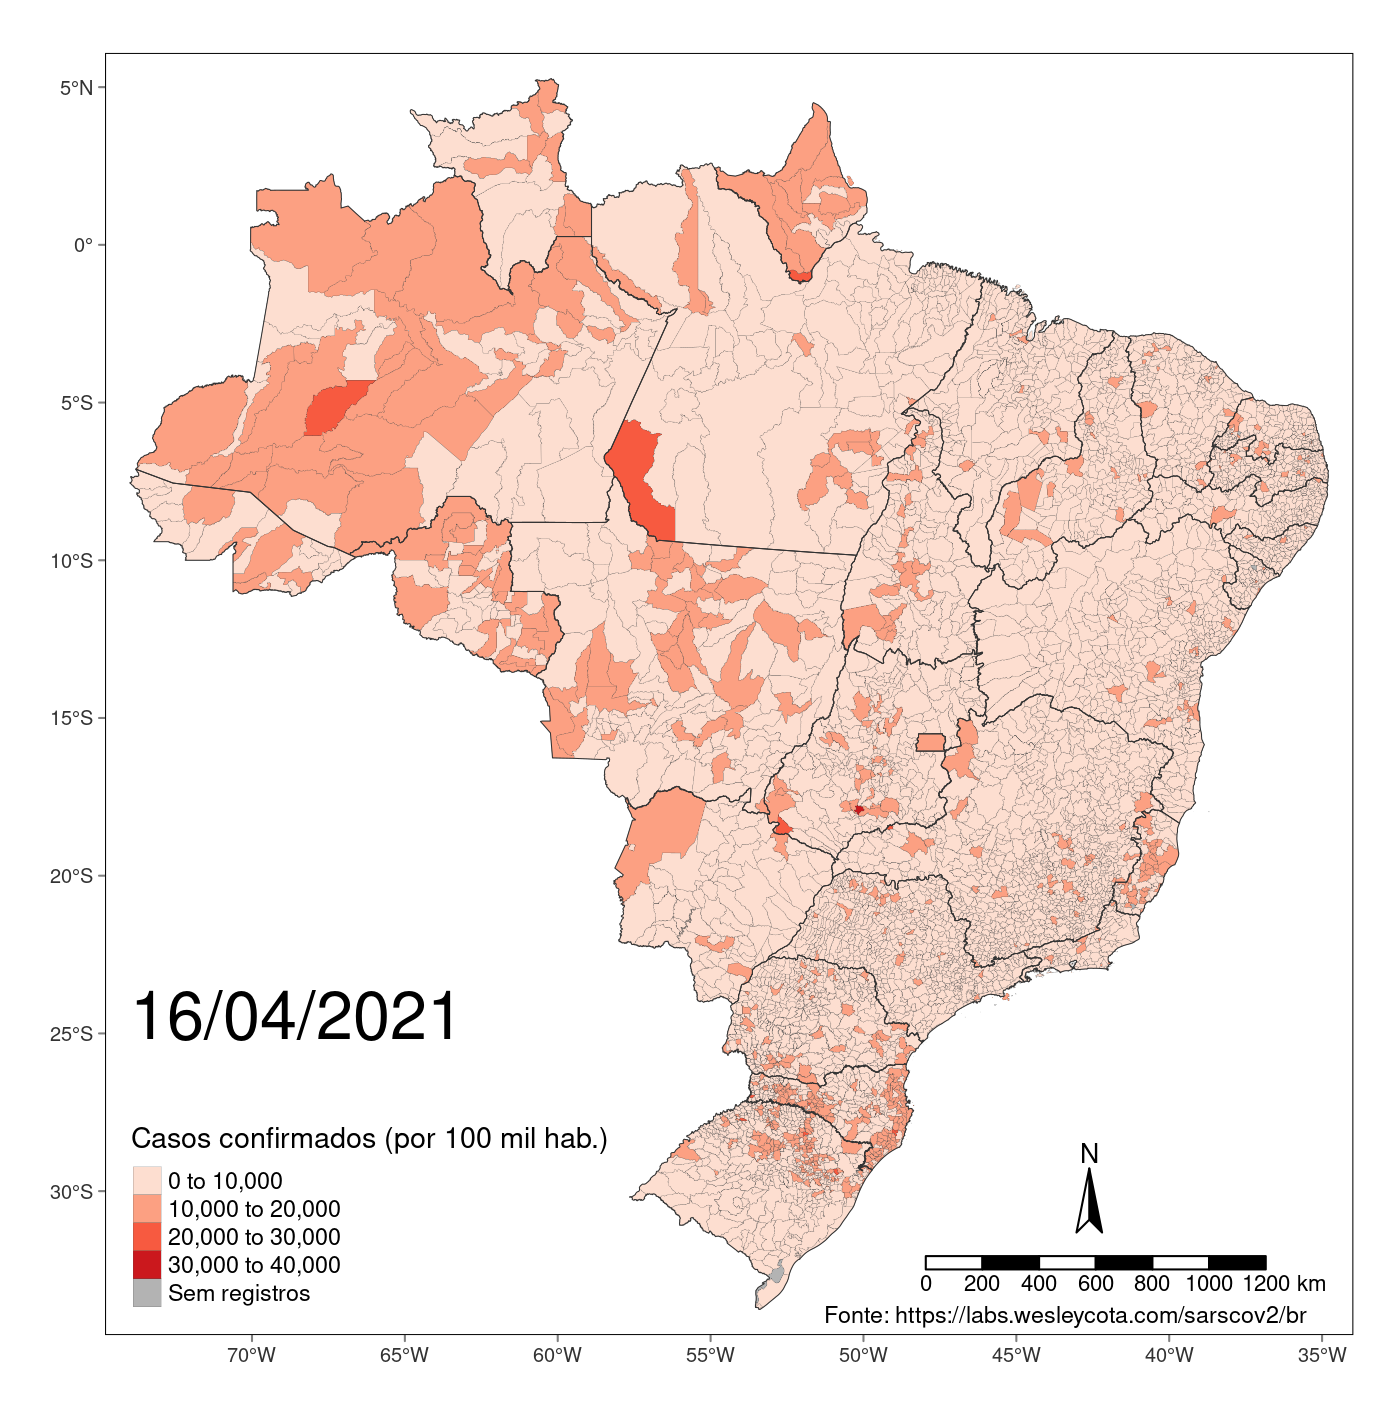 5°N
0°
5°S
10°S
15°S
20°S
25°S
30°S
16/04/2021
Casos confirmados (por 100 mil hab.)
0 to 10,000
10,000 to 20,000
20,000 to 30,000
30,000 to 40,000
Sem registros
N
0 200 400 600 800 1000 1200 km
Fonte: https://labs.wesleycota.com/sarscov2/br
70°W 65°W 60°W 55°W 50°W 45°W 40°W 35°W